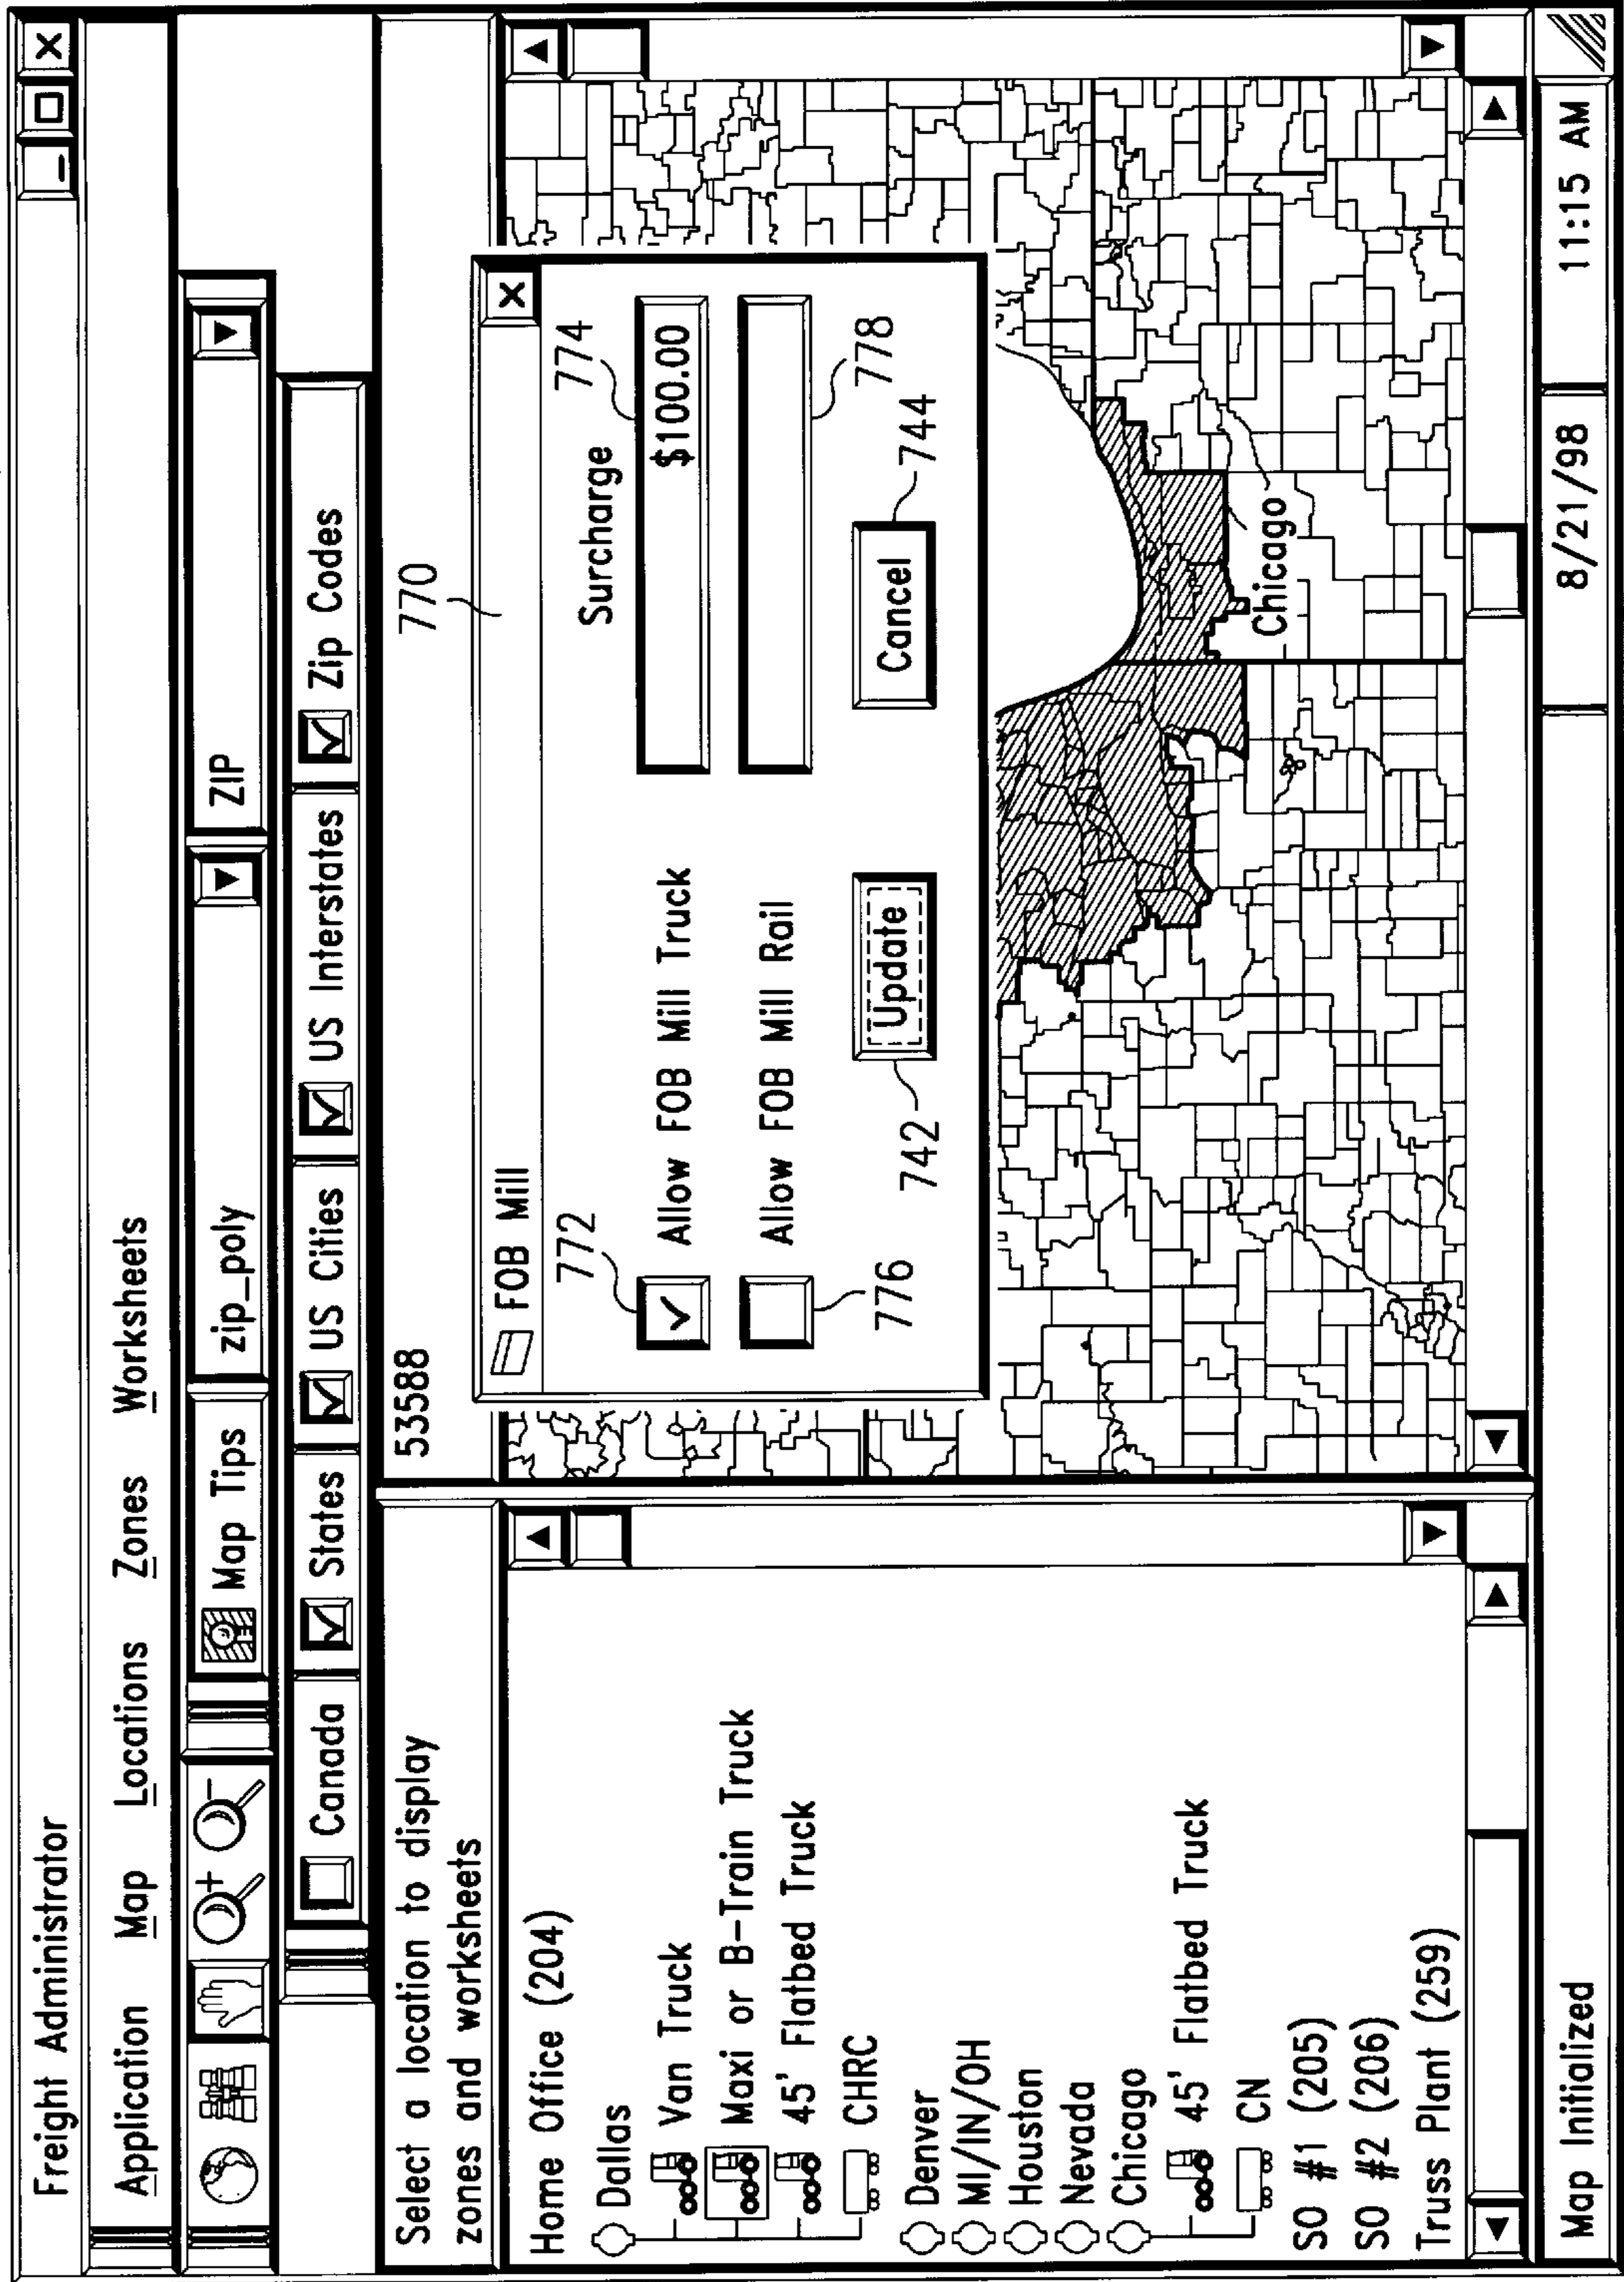 Freight Administrator
Application Map Locations Zones Worksheets
Map Tips zip_poly ZIP
Canada States US Cities US Interstates Zip Codes
Select a location to display
zones and worksheets
53588
770
Home Office (204)
Dallas
Van Truck
Maxi or B-Train Truck
45' Flatbed Truck
CHRC
Denver
MI/IN/OH
Houston
Nevada
Chicago
45' Flatbed Truck
CN
SO #1 (205)
SO #2 (206)
Truss Plant (259)
FOB Mill
772
774
Surcharge
Allow FOB Mill Truck
$100.00
Allow FOB Mill Rail
776
778
742
Update
Cancel
744
Chicago
Map Initialized
8/21/98
11:15 AM